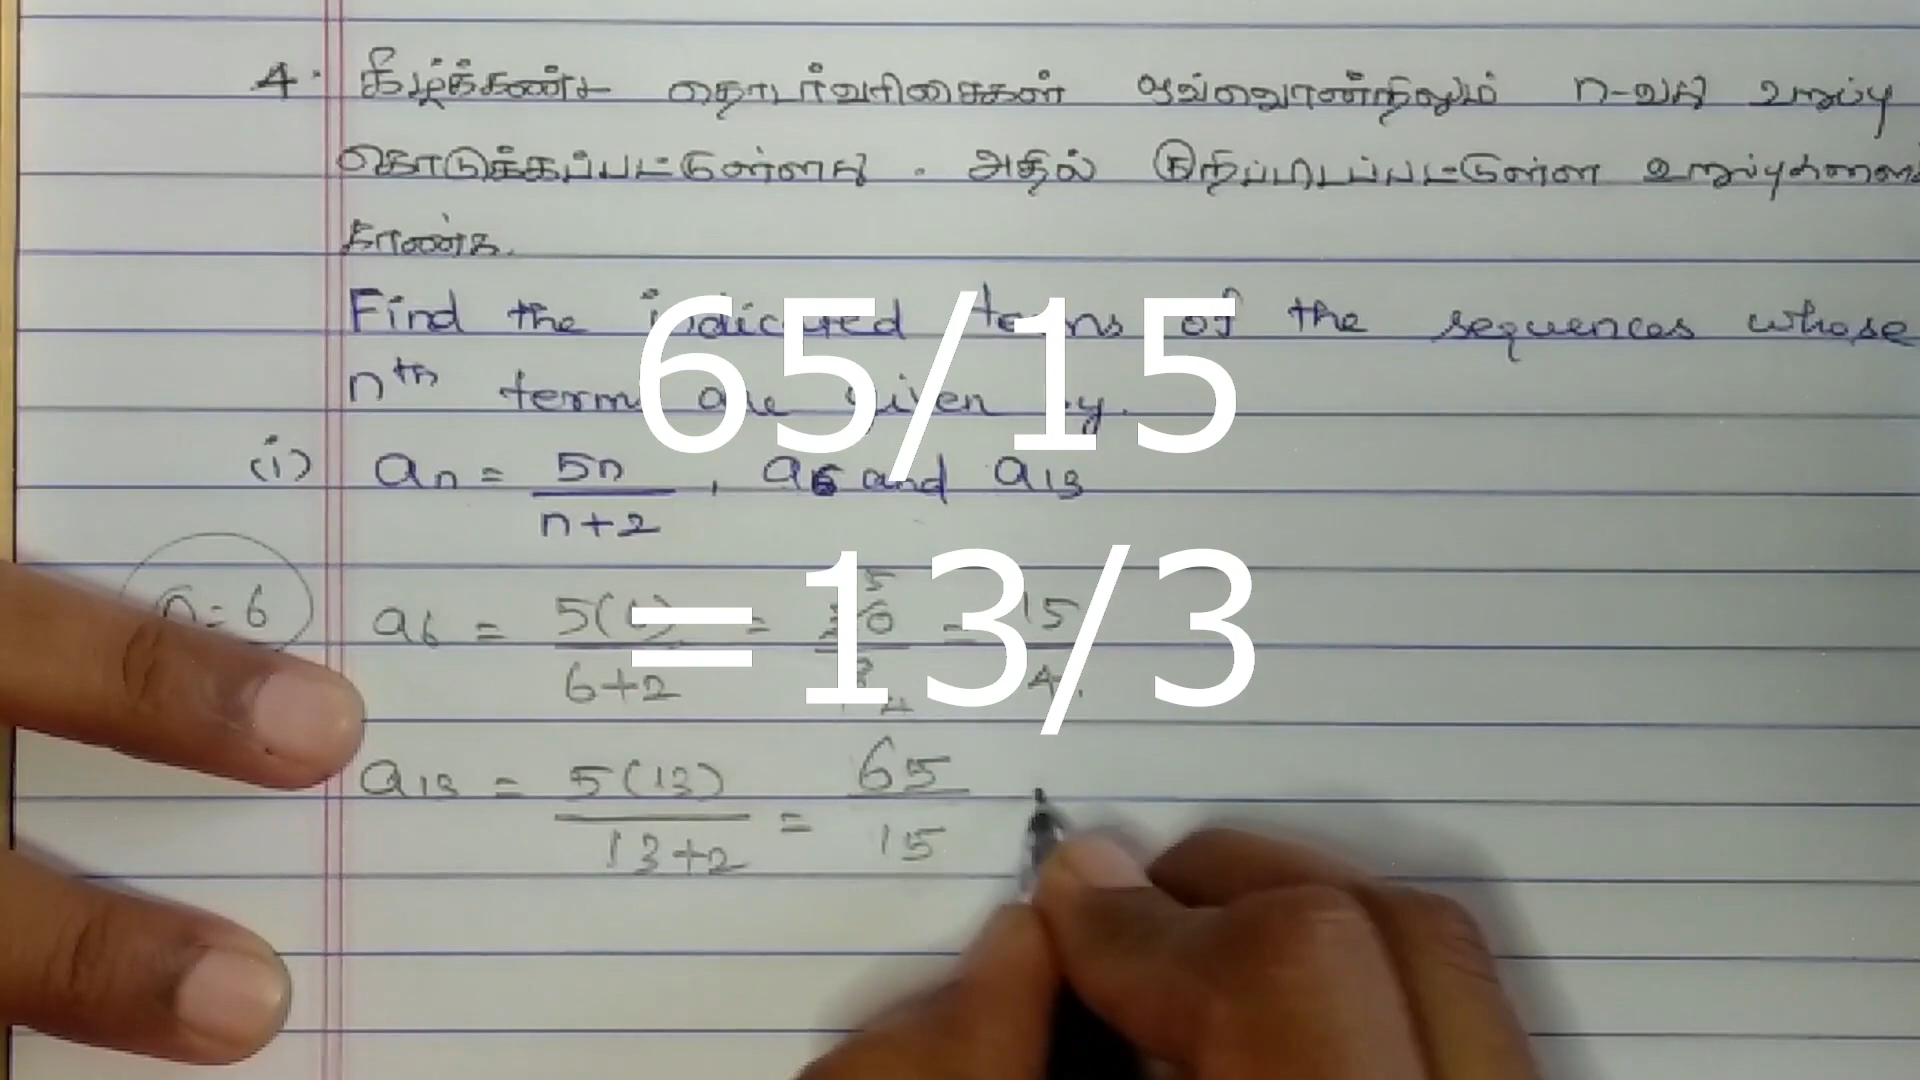 4. கீழ்க்கண்ட தொடர்வரிசைகள் ஒவ்வொன்றிலும் n-வது உறுப்பு
கொடுக்கப்பட்டுள்ளது. அதில் குறிப்பிடப்பட்டுள்ள உறுப்புகளைக்
காண்க.
Find the indicated terms of the sequences whose
nth terms are given by.
(i) an = 5n/n+2, a6 and a13
n=6 a6 = 5(6)/6+2 = 30/8 = 15/4.
a13 = 5(13)/13+2 = 65/15
65/15
=13/3